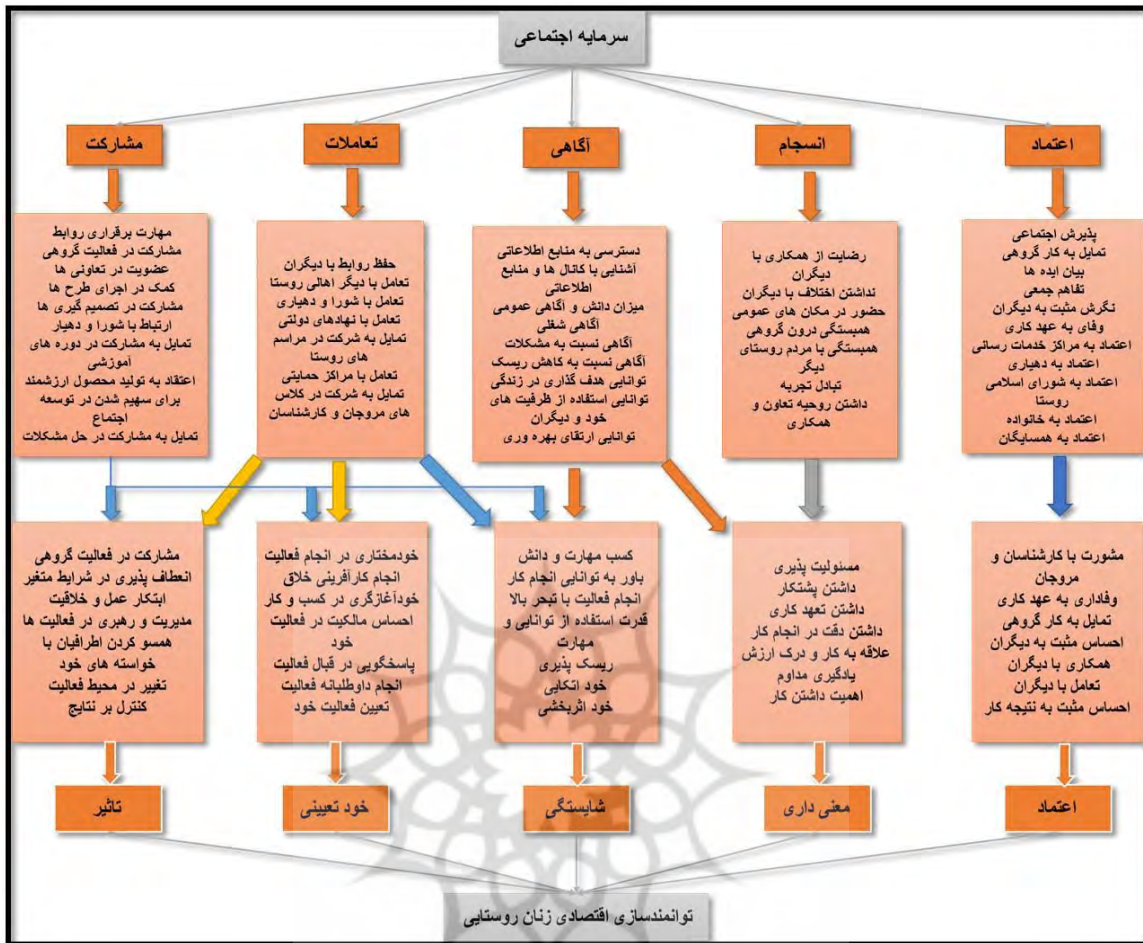 سرمایه اجتماعی
اعتماد
انسجام
آگاهی
تعاملات
مشارکت
پذیرش اجتماعی
تمایل به کار گروهی
بیان ایده ها
تفاهم جمعی
نگرش مثبت به دیگران
وفای به عهد کاری
اعتماد به مراکز خدمات رسانی
اعتماد به دهیاری
اعتماد به شورای اسلامی
روستا
اعتماد به خانواده
اعتماد به همسایگان
رضایت از همکاری با
دیگران
نداشتن اختلاف با دیگران
حضور در مکان های عمومی
همبستگی درون گروهی
همبستگی با مردم روستای
دیگر
تبادل تجربه
داشتن روحیه تعاون و
همکاری
دسترسی به منابع اطلاعاتی
آشنایی با کانال ها و منابع
اطلاعاتی
میزان دانش و آگاهی عمومی
آگاهی شغلی
آگاهی نسبت به مشکلات
آگاهی نسبت به کاهش ریسک
توانایی هدف گذاری در زندگی
توانایی استفاده از ظرفیت های
خود و دیگران
توانایی ارتقای بهره وری
حفظ روابط با دیگران
تعامل با دیگر اهالی روستا
تعامل با شورا و دهیاری
تعامل با نهادهای دولتی
تمایل به شرکت در مراسم
های روستا
تعامل با مراکز حمایتی
تمایل به شرکت در کلاس
های مروجان و کارشناسان
مهارت برقراری روابط
مشارکت در فعالیت گروهی
عضویت در تعاونی ها
کمک در اجرای طرح ها
مشارکت در تصمیم گیری ها
ارتباط با شورا و دهیار
تمایل به مشارکت در دوره های
آموزشی
اعتقاد به تولید محصول ارزشمند
برای سهیم شدن در توسعه
اجتماع
تمایل به مشارکت در حل مشکلات
مشورت با کارشناسان و
مروجان
وفاداری به عهد کاری
تمایل به کار گروهی
احساس مثبت به دیگران
همکاری با دیگران
تعامل با دیگران
احساس مثبت به نتیجه کار
مسئولیت پذیری
داشتن پشتکار
داشتن تعهد کاری
داشتن دقت در انجام کار
علاقه به کار و درک ارزش
یادگیری مداوم
اهمیت داشتن کار
کسب مهارت و دانش
باور به توانایی انجام کار
انجام فعالیت با تبحر بالا
قدرت استفاده از توانایی و
مهارت
ریسک پذیری
خود اتکایی
خود اثربخشی
خودمختاری در انجام فعالیت
انجام کارآفرینی خلاق
خودآغازگری در کسب و کار
احساس مالکیت در فعالیت
خود
پاسخگویی در قبال فعالیت
انجام داوطلبانه فعالیت
تعیین فعالیت خود
مشارکت در فعالیت گروهی
انعطاف پذیری در شرایط متغیر
ابتکار عمل و خلاقیت
مدیریت و رهبری در فعالیت ها
همسو کردن اطرافیان با
خواسته های خود
تغییر در محیط فعالیت
کنترل بر نتایج
اعتماد
معنی داری
شایستگی
خود تعیینی
تاثیر
توانمندسازی اقتصادی زنان روستایی